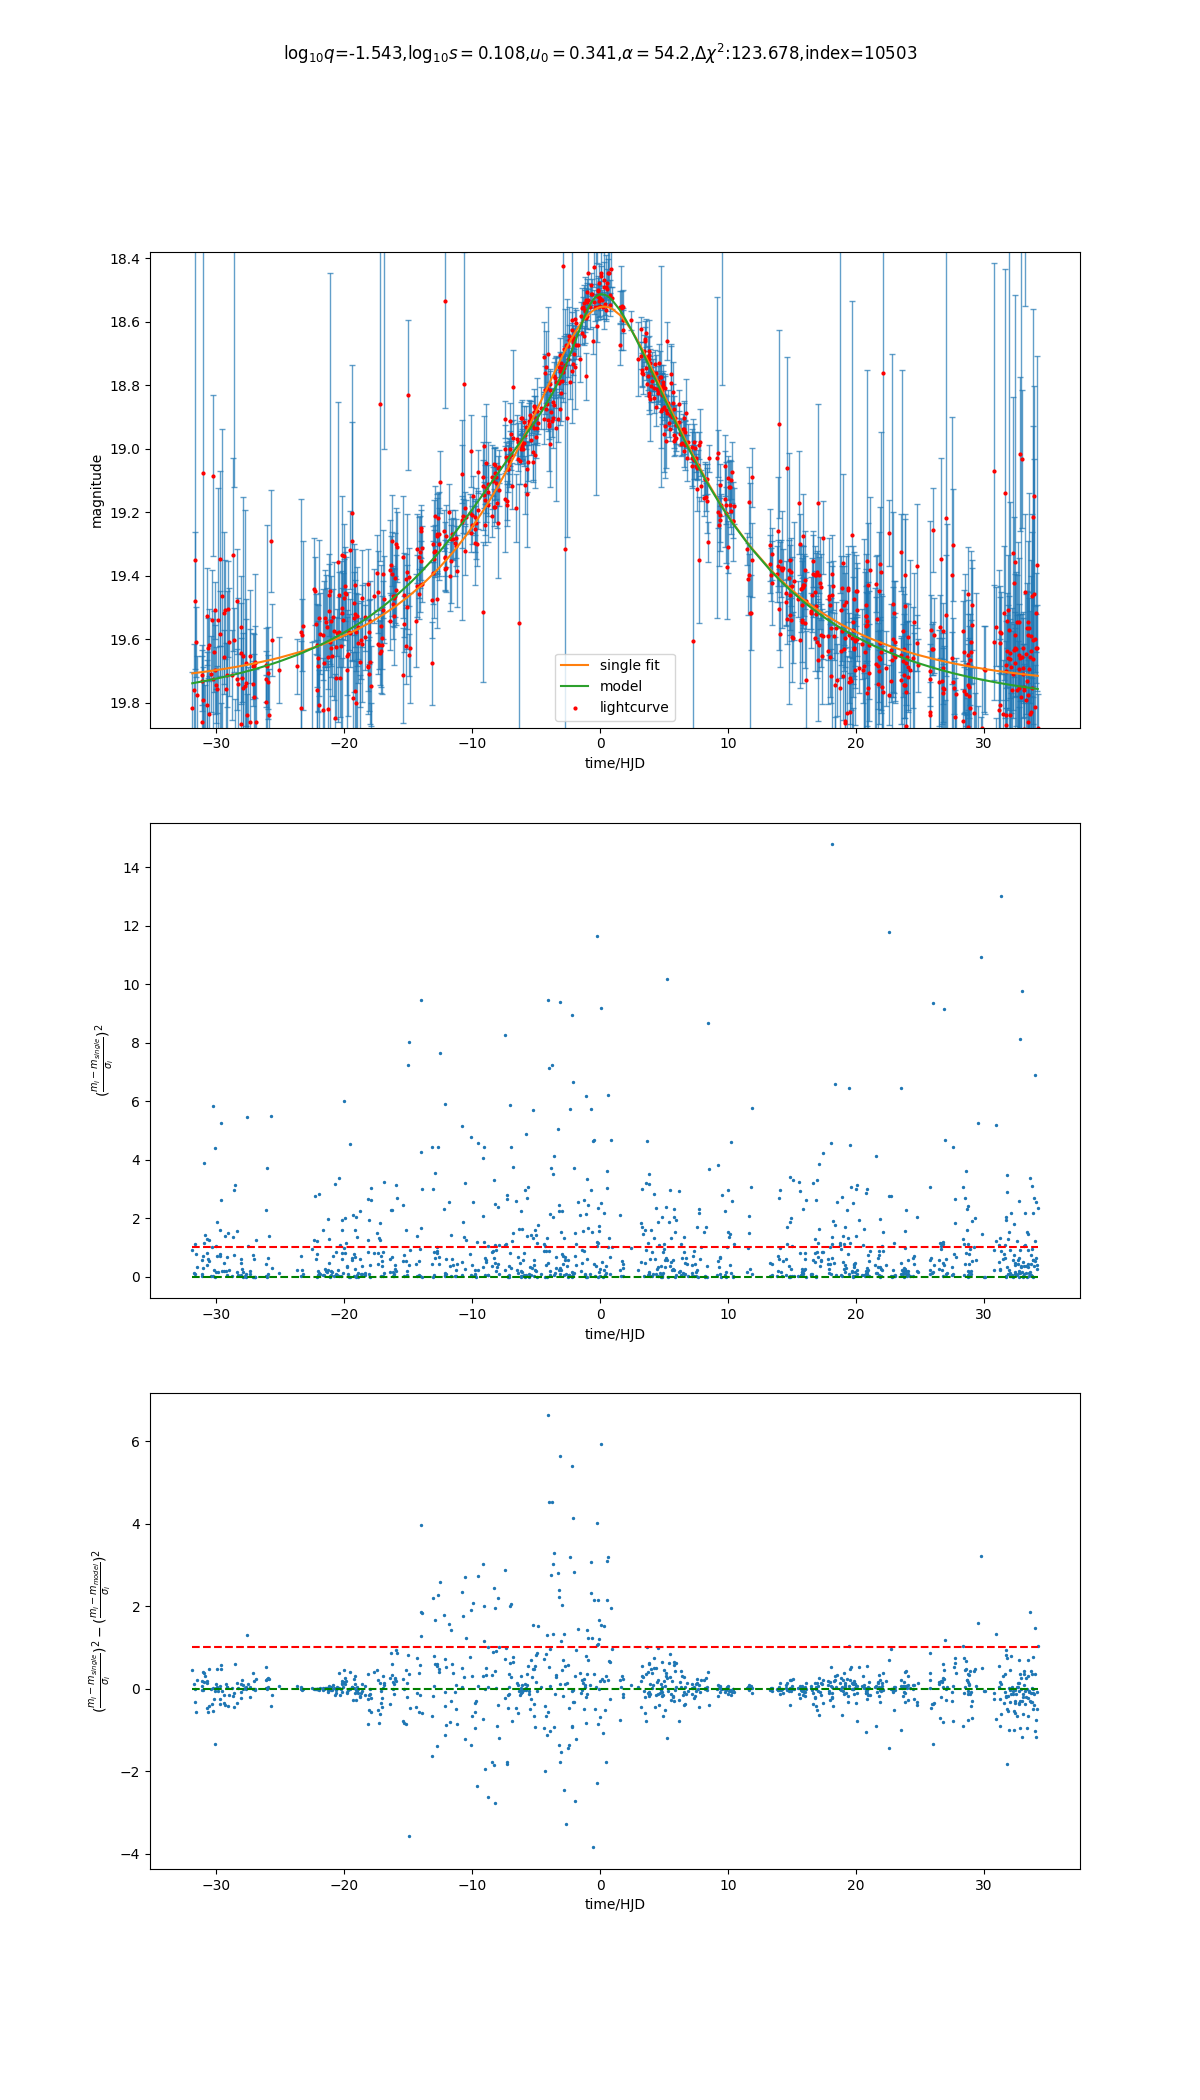 log₁₀q=-1.543,log₁₀s = 0.108,u₀ = 0.341,α = 54.2,Δχ²:123.678,index=10503
18.4
18.6
18.8
19.0
19.2
19.4
19.6
19.8
magnitude
single fit
model
lightcurve
−30 −20 −10 0 10 20 30
time/HJD
14
12
10
8
6
4
2
0
((mᵢ − m_single)/σᵢ)²
−30 −20 −10 0 10 20 30
time/HJD
6
4
2
0
−2
−4
((mᵢ − m_single)/σᵢ)² − ((mᵢ − m_model)/σᵢ)²
−30 −20 −10 0 10 20 30
time/HJD